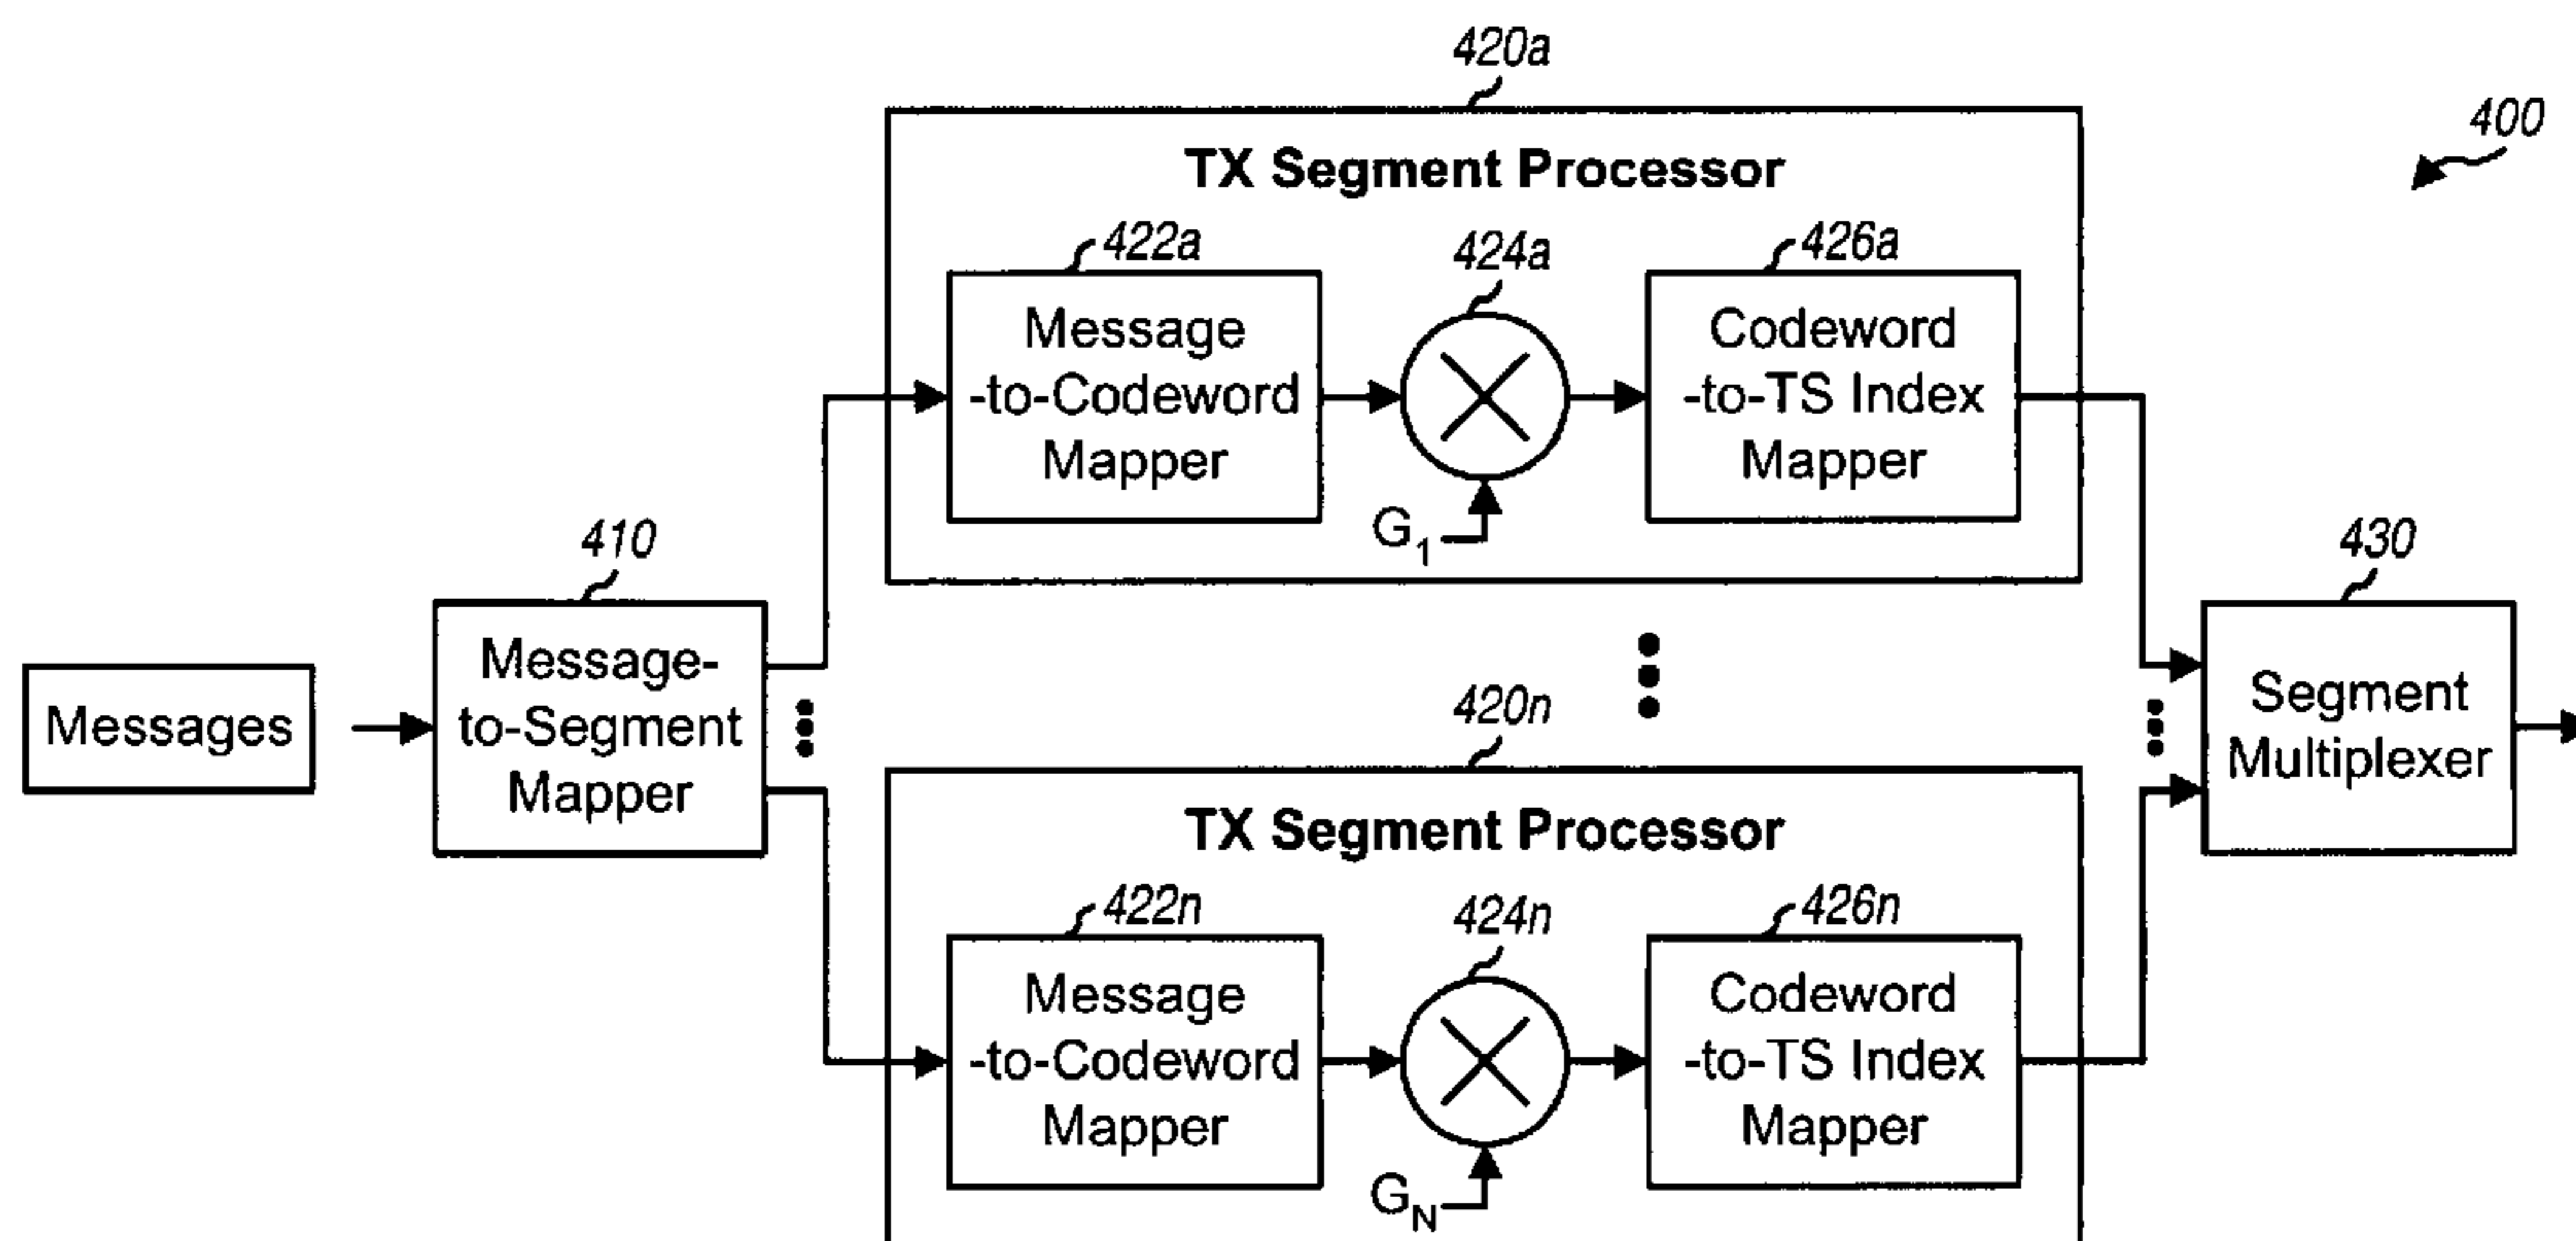 420a
400
TX Segment Processor
422a
424a
426a
Message
-to-Codeword
Mapper
Codeword
-to-TS Index
Mapper
G1
410
430
Messages
Message-
to-Segment
Mapper
Segment
Multiplexer
420n
TX Segment Processor
422n
424n
426n
Message
-to-Codeword
Mapper
Codeword
-to-TS Index
Mapper
GN